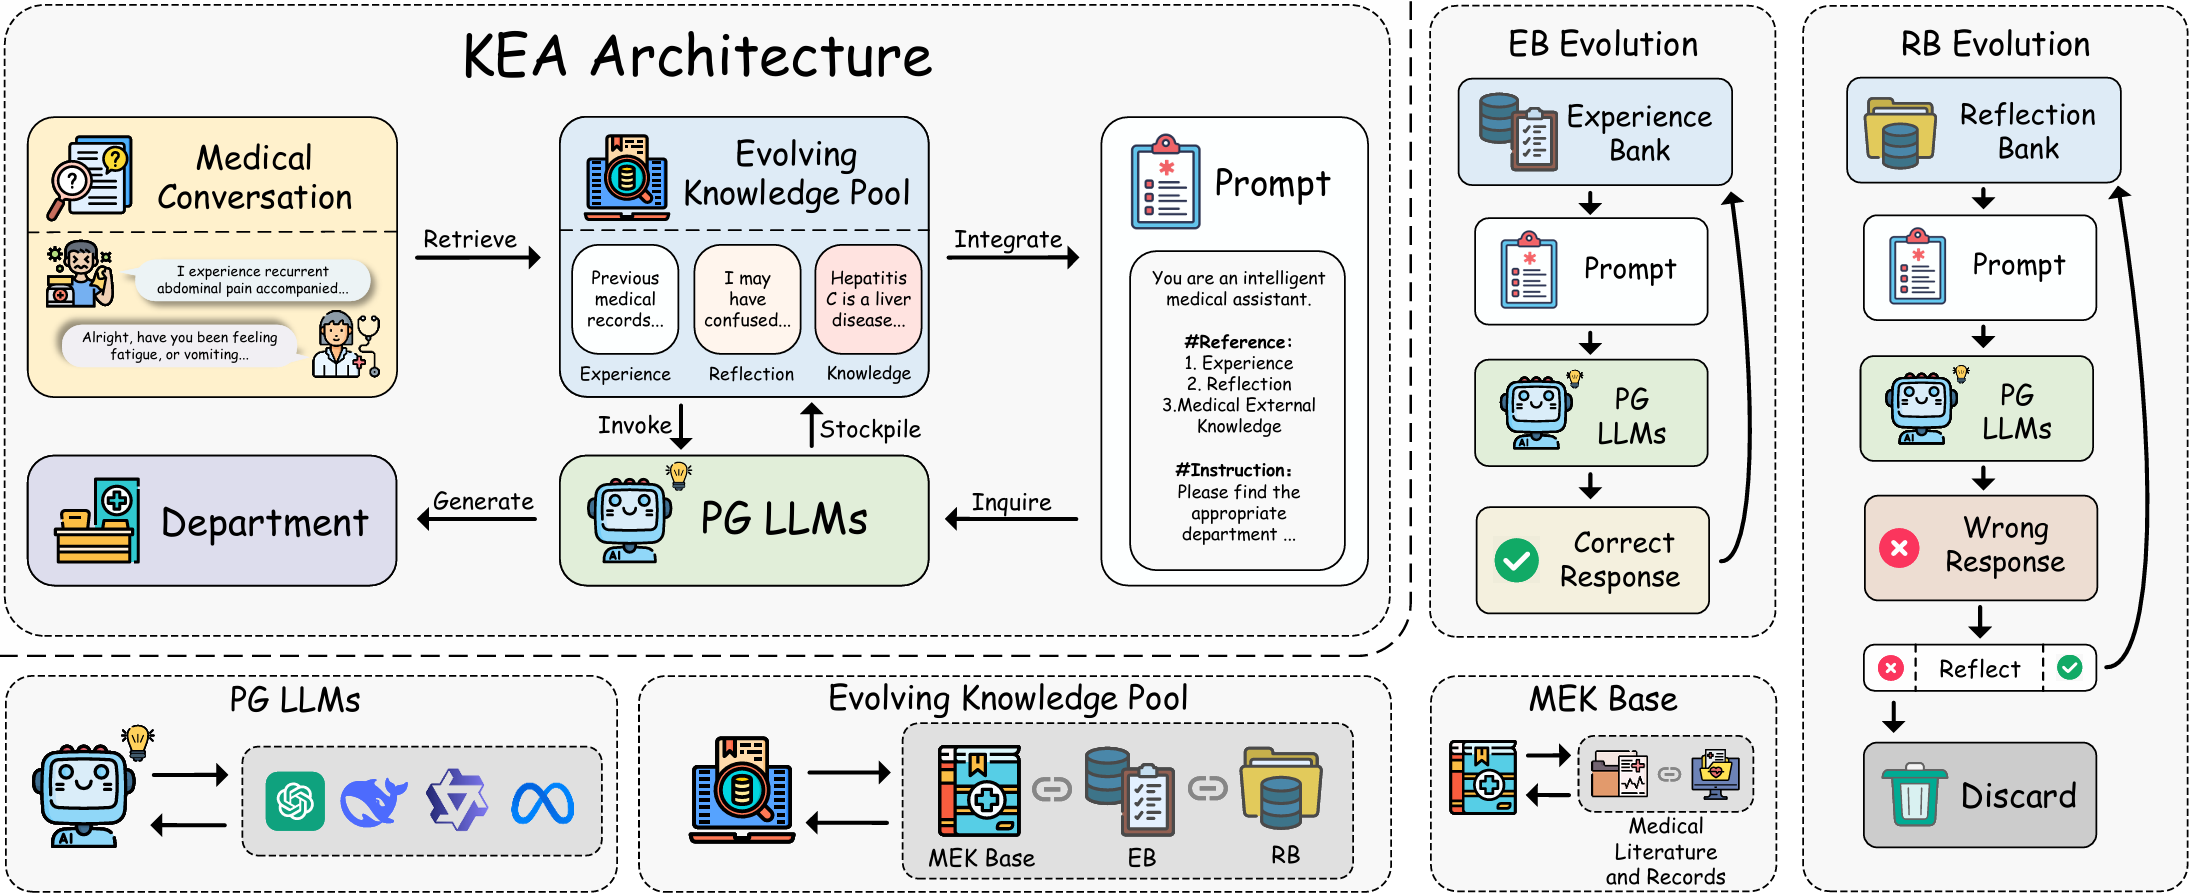 KEA Architecture
Medical
Conversation
I experience recurrent
abdominal pain accompanied...
Alright, have you been feeling
fatigue, or vomiting...
Retrieve
Evolving
Knowledge Pool
Previous
medical
records...
Experience
I may
have
confused...
Reflection
Hepatitis
C is a liver
disease...
Knowledge
Integrate
Prompt
You are an intelligent
medical assistant.
#Reference:
1. Experience
2. Reflection
3.Medical External
Knowledge
#Instruction:
Please find the
appropriate
department ...
Invoke
Stockpile
Inquire
PG LLMs
AI
Generate
Department
EB Evolution
Experience
Bank
Prompt
PG
LLMs
AI
Correct
Response
RB Evolution
Reflection
Bank
Prompt
PG
LLMs
AI
Wrong
Response
Reflect
Discard
PG LLMs
AI
Evolving Knowledge Pool
MEK Base
EB
RB
MEK Base
Medical
Literature
and Records